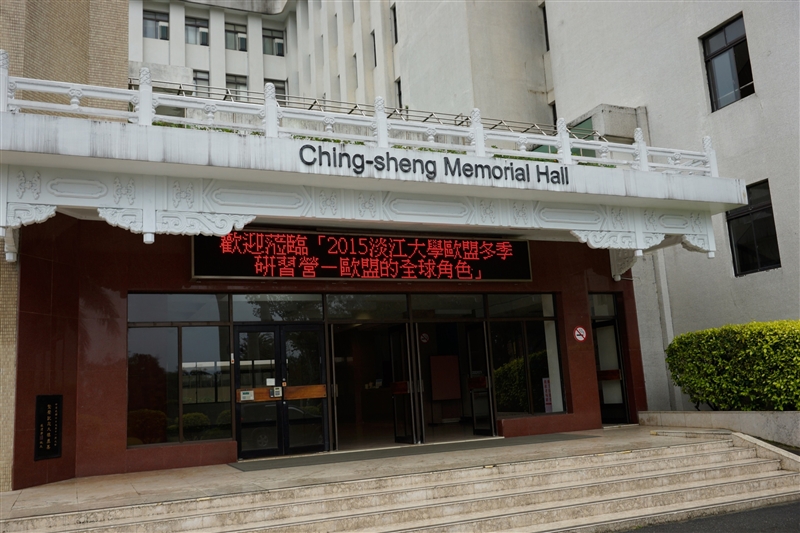 Ching-sheng Memorial Hall
歡迎蒞臨「2015淡江大學歐盟冬季
研習營－歐盟的全球角色」